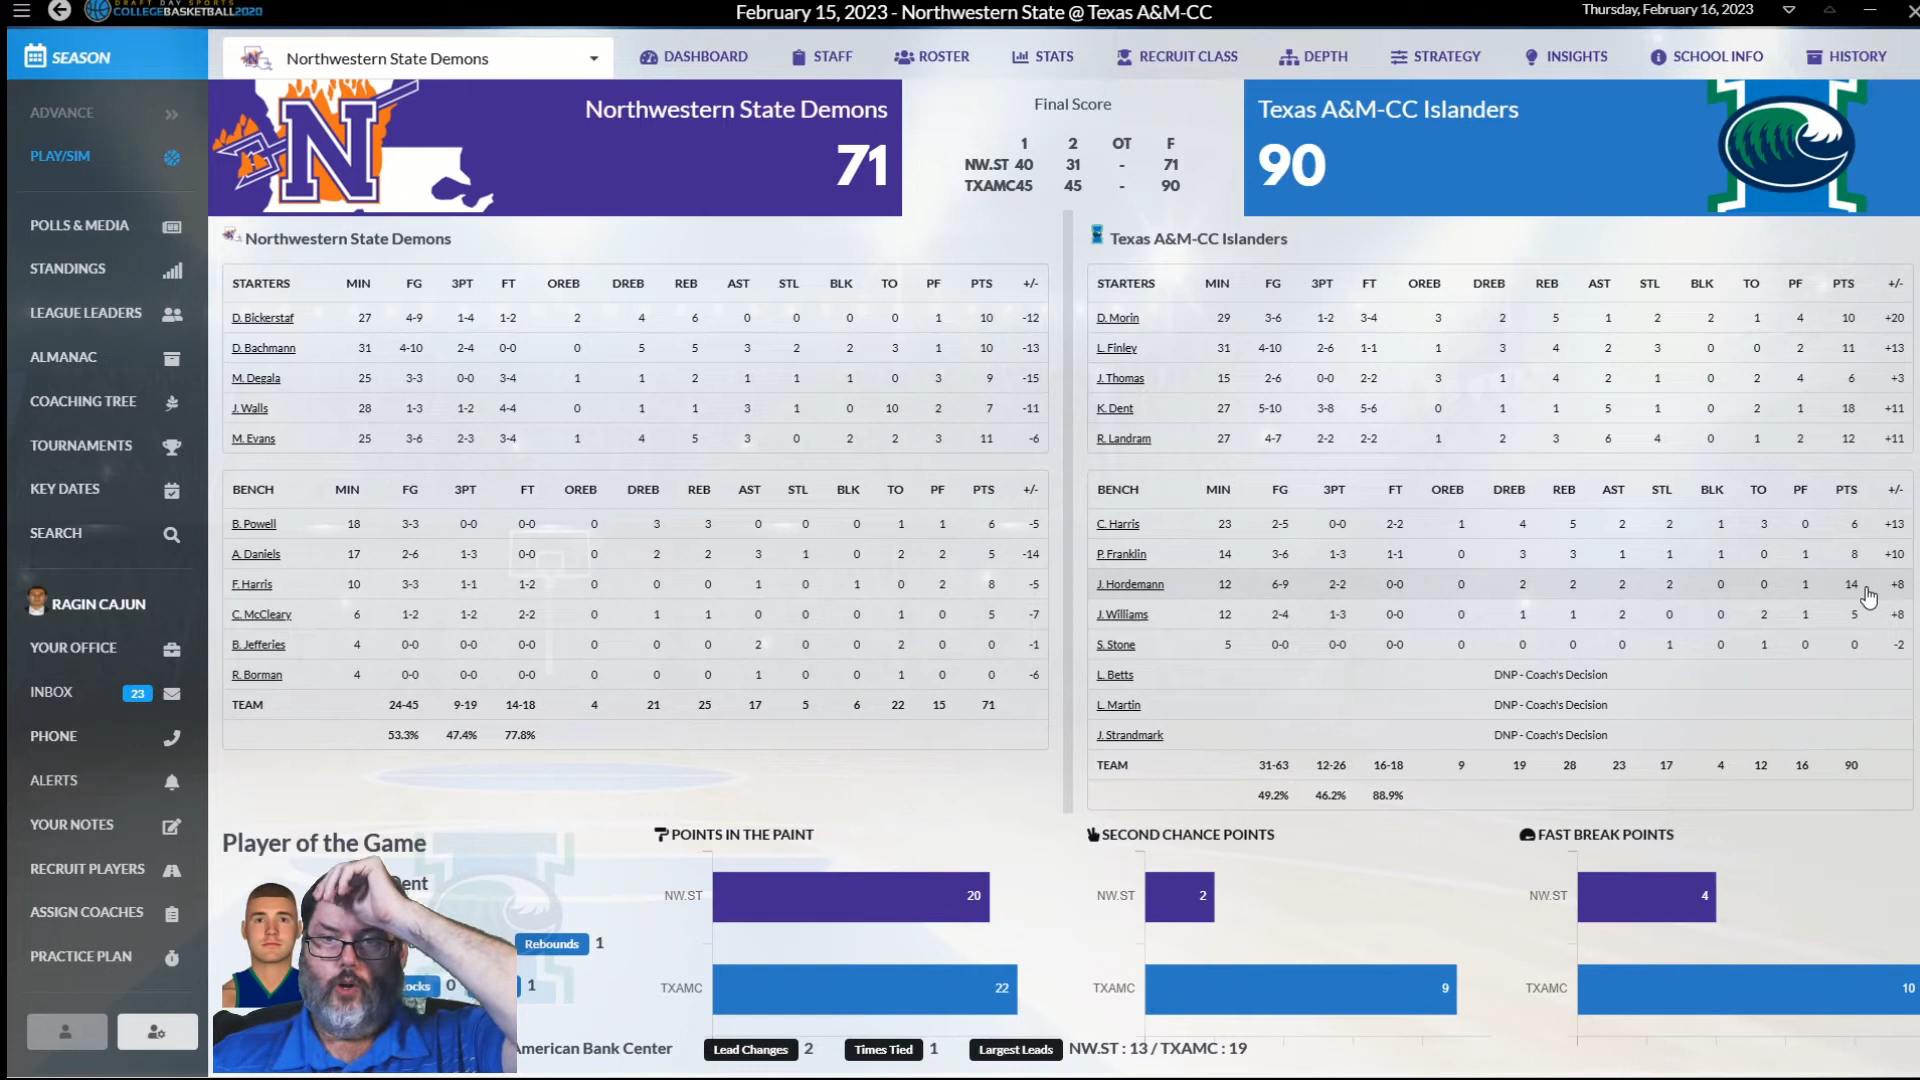 DRAFT DAY SPORTS
COLLEGEBASKETBALL2020
February 15, 2023 - Northwestern State @ Texas A&M-CC
Thursday, February 16, 2023
SEASON
Northwestern State Demons
DASHBOARD
STAFF
ROSTER
STATS
RECRUIT CLASS
DEPTH
STRATEGY
INSIGHTS
SCHOOL INFO
HISTORY
ADVANCE
PLAY/SIM
POLLS & MEDIA
STANDINGS
LEAGUE LEADERS
ALMANAC
COACHING TREE
TOURNAMENTS
KEY DATES
SEARCH
RAGIN CAJUN
YOUR OFFICE
INBOX 23
PHONE
ALERTS
YOUR NOTES
RECRUIT PLAYERS
ASSIGN COACHES
PRACTICE PLAN
N
Northwestern State Demons
71
Final Score
1 2 OT F
NW.ST 40 31 - 71
TXAMC 45 45 - 90
Texas A&M-CC Islanders
90
Northwestern State Demons
STARTERS MIN FG 3PT FT OREB DREB REB AST STL BLK TO PF PTS +/-
D. Bickerstaf 27 4-9 1-4 1-2 2 4 6 0 0 0 0 1 10 -12
D. Bachmann 31 4-10 2-4 0-0 0 5 5 3 2 2 3 1 10 -13
M. Degala 25 3-3 0-0 3-4 1 1 2 1 1 1 0 3 9 -15
J. Walls 28 1-3 1-2 4-4 0 1 1 3 1 0 10 2 7 -11
M. Evans 25 3-6 2-3 3-4 1 4 5 3 0 2 2 3 11 -6
BENCH MIN FG 3PT FT OREB DREB REB AST STL BLK TO PF PTS +/-
B. Powell 18 3-3 0-0 0-0 0 3 3 0 0 0 1 1 6 -5
A. Daniels 17 2-6 1-3 0-0 0 2 2 3 1 0 2 2 5 -14
F. Harris 10 3-3 1-1 1-2 0 0 0 1 0 1 0 2 8 -5
C. McCleary 6 1-2 1-2 2-2 0 1 1 0 0 0 1 0 5 -7
B. Jefferies 4 0-0 0-0 0-0 0 0 0 2 0 0 2 0 0 -1
R. Borman 4 0-0 0-0 0-0 0 0 0 1 0 0 1 0 0 -6
TEAM 24-45 9-19 14-18 4 21 25 17 5 6 22 15 71
53.3% 47.4% 77.8%
Texas A&M-CC Islanders
STARTERS MIN FG 3PT FT OREB DREB REB AST STL BLK TO PF PTS +/-
D. Morin 29 3-6 1-2 3-4 3 2 5 1 2 2 1 4 10 +20
L. Finley 31 4-10 2-6 1-1 1 3 4 2 3 0 0 2 11 +13
J. Thomas 15 2-6 0-0 2-2 3 1 4 2 1 0 2 4 6 +3
K. Dent 27 5-10 3-8 5-6 0 1 1 5 1 0 2 1 18 +11
R. Landram 27 4-7 2-2 2-2 1 2 3 6 4 0 1 2 12 +11
BENCH MIN FG 3PT FT OREB DREB REB AST STL BLK TO PF PTS +/-
C. Harris 23 2-5 0-0 2-2 1 4 5 2 2 1 3 0 6 +13
P. Franklin 14 3-6 1-3 1-1 0 3 3 1 1 1 0 1 8 +10
J. Hordemann 12 6-9 2-2 0-0 0 2 2 2 2 0 0 1 14 +8
J. Williams 12 2-4 1-3 0-0 0 1 1 2 0 0 2 1 5 +8
S. Stone 5 0-0 0-0 0-0 0 0 0 0 1 0 1 0 0 -2
L. Betts DNP - Coach's Decision
L. Martin DNP - Coach's Decision
J. Strandmark DNP - Coach's Decision
TEAM 31-63 12-26 16-18 9 19 28 23 17 4 12 16 90
49.2% 46.2% 88.9%
Player of the Game
Dent
Rebounds 1
ocks 0
1
American Bank Center
POINTS IN THE PAINT
NW.ST 20
TXAMC 22
SECOND CHANCE POINTS
NW.ST 2
TXAMC 9
FAST BREAK POINTS
NW.ST 4
TXAMC 10
Lead Changes 2
Times Tied 1
Largest Leads NW.ST : 13 / TXAMC : 19